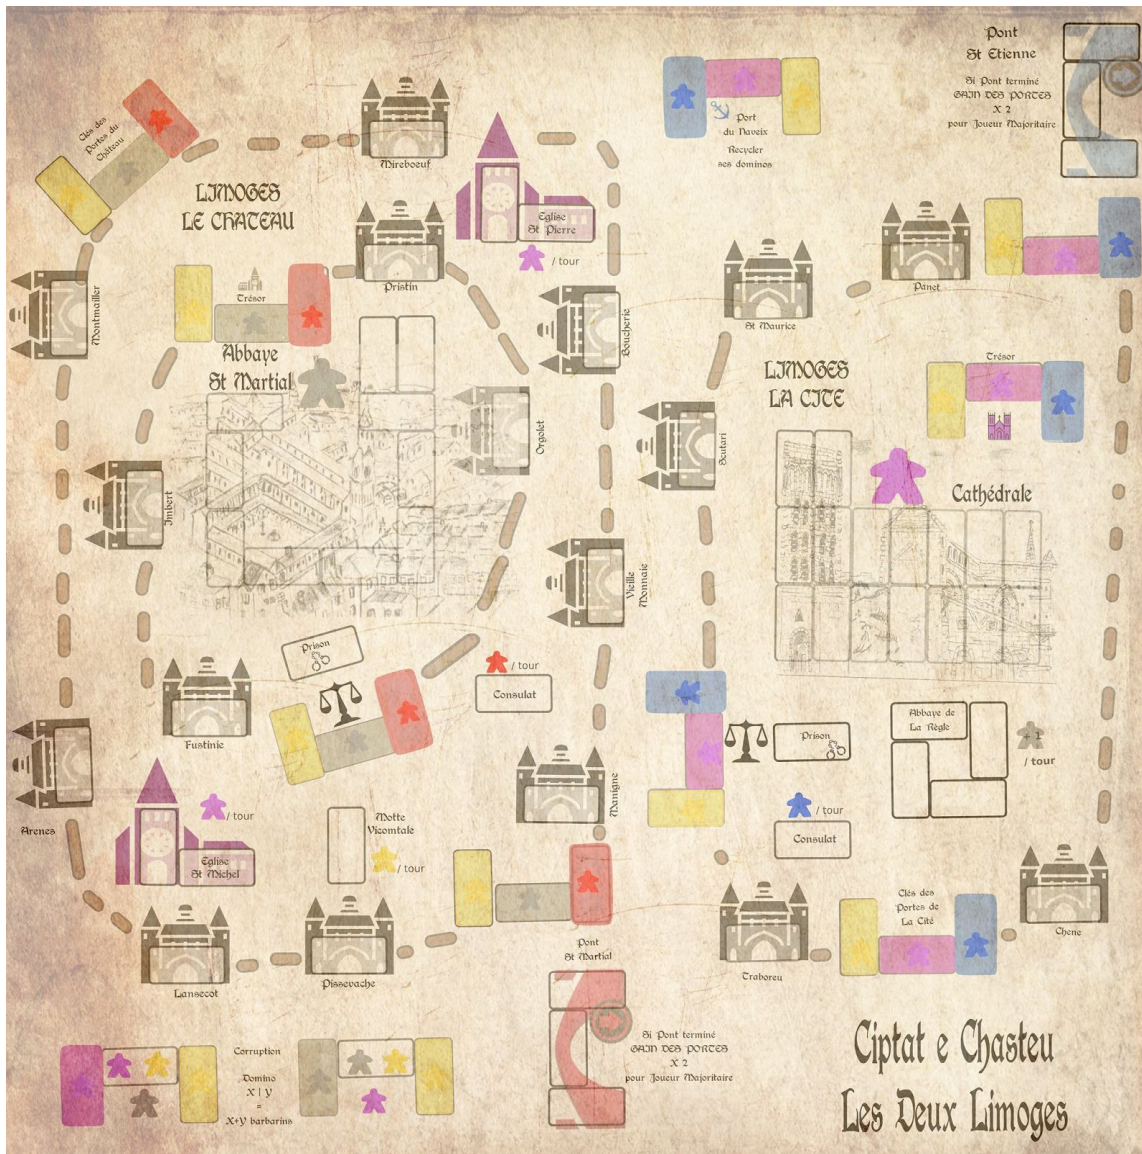 Pont
St Etienne
Si Pont terminé
GAIN DES PORTES
X 2
pour Joueur Majoritaire
Clés des
Portes du
Château
Mireboeuf
Port
du Naveix
Recycler
ses dominos
LIMOGES
LE CHATEAU
Eglise
St Pierre
/ tour
Pristin
Panet
Montmailler
Trésor
Boucherie
St Maurice
Abbaye
St Martial
LIMOGES
LA CITE
Trésor
Orgolet
Scutari
Imbert
Cathédrale
Vieille
Monnaie
Prison
/ tour
Consulat
Fustinie
Abbaye de
La Règle
+ 1
/ tour
Prison
Manigne
Arenes
/ tour
Eglise
St Michel
Motte
Vicomtale
/ tour
/ tour
Consulat
Clés des
Portes de
La Cité
Chene
Lansecot
Pissevache
Pont
St Martial
Traboreu
Si Pont terminé
GAIN DES PORTES
X 2
pour Joueur Majoritaire
Corruption
Domino
X | Y
=
X+Y barbarins
Ciptat e Chasteu
Les Deux Limoges